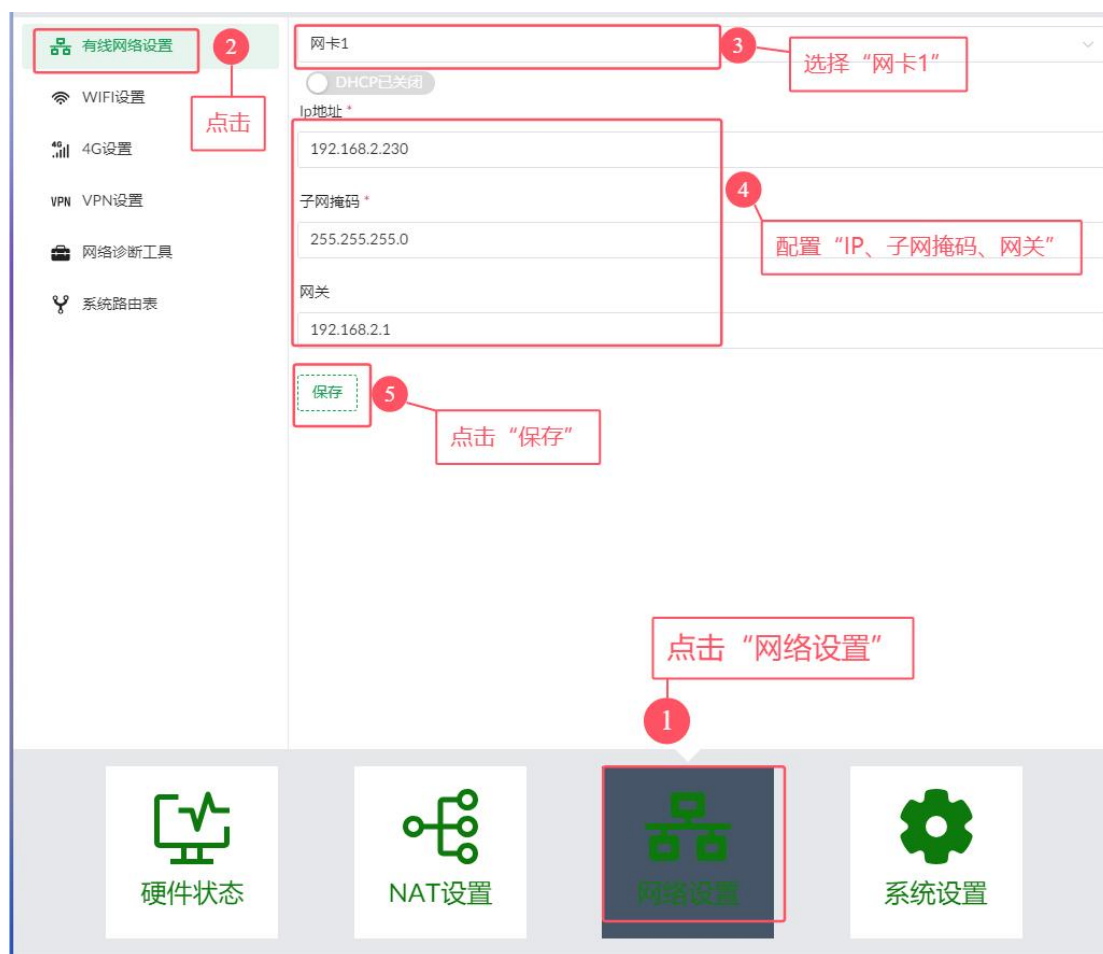 有线网络设置
2
点击
WIFI设置
4G
4G设置
VPN VPN设置
网络诊断工具
系统路由表
网卡1
3
选择“网卡1”
DHCP已关闭
Ip地址 *
192.168.2.230
子网掩码 *
255.255.255.0
网关
192.168.2.1
4
配置“IP、子网掩码、网关”
保存
5
点击“保存”
点击“网络设置”
1
硬件状态
NAT设置
网络设置
系统设置